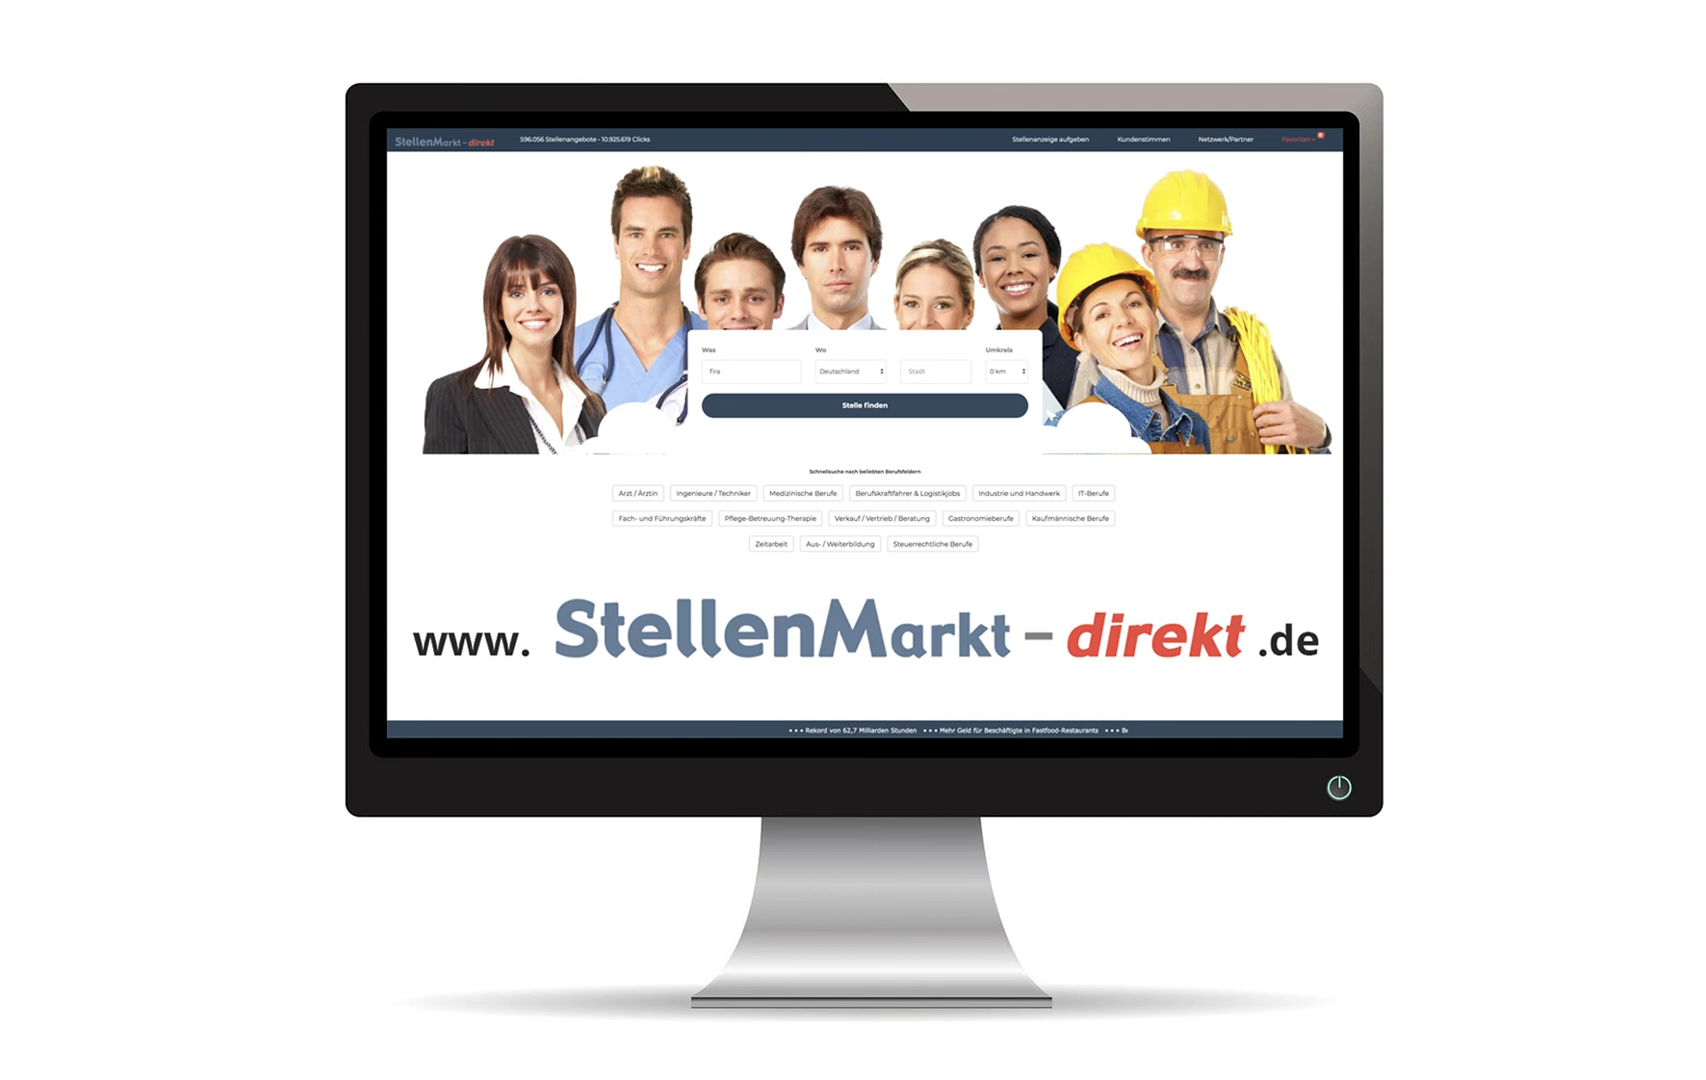 StellenMarkt - direkt 596.056 Stellenangebote • 10.925.619 Clicks Stellenanzeige aufgeben Kundenstimmen Netzwerk/Partner Favoriten
Was Wo Umkreis
fira Deutschland Stadt 0 km
Stelle finden
Schnellsuche nach beliebten Berufsfeldern
Arzt / Ärztin Ingenieure / Techniker Medizinische Berufe Berufskraftfahrer & Logistikjobs Industrie und Handwerk IT-Berufe
Fach- und Führungskräfte Pflege-Betreuung-Therapie Verkauf / Vertrieb / Beratung Gastronomieberufe Kaufmännische Berufe
Zeitarbeit Aus- / Weiterbildung Steuerrechtliche Berufe
www. StellenMarkt - direkt .de
• • • Rekord von 62,7 Milliarden Stunden • • • Mehr Geld für Beschäftigte in Fastfood-Restaurants • • •